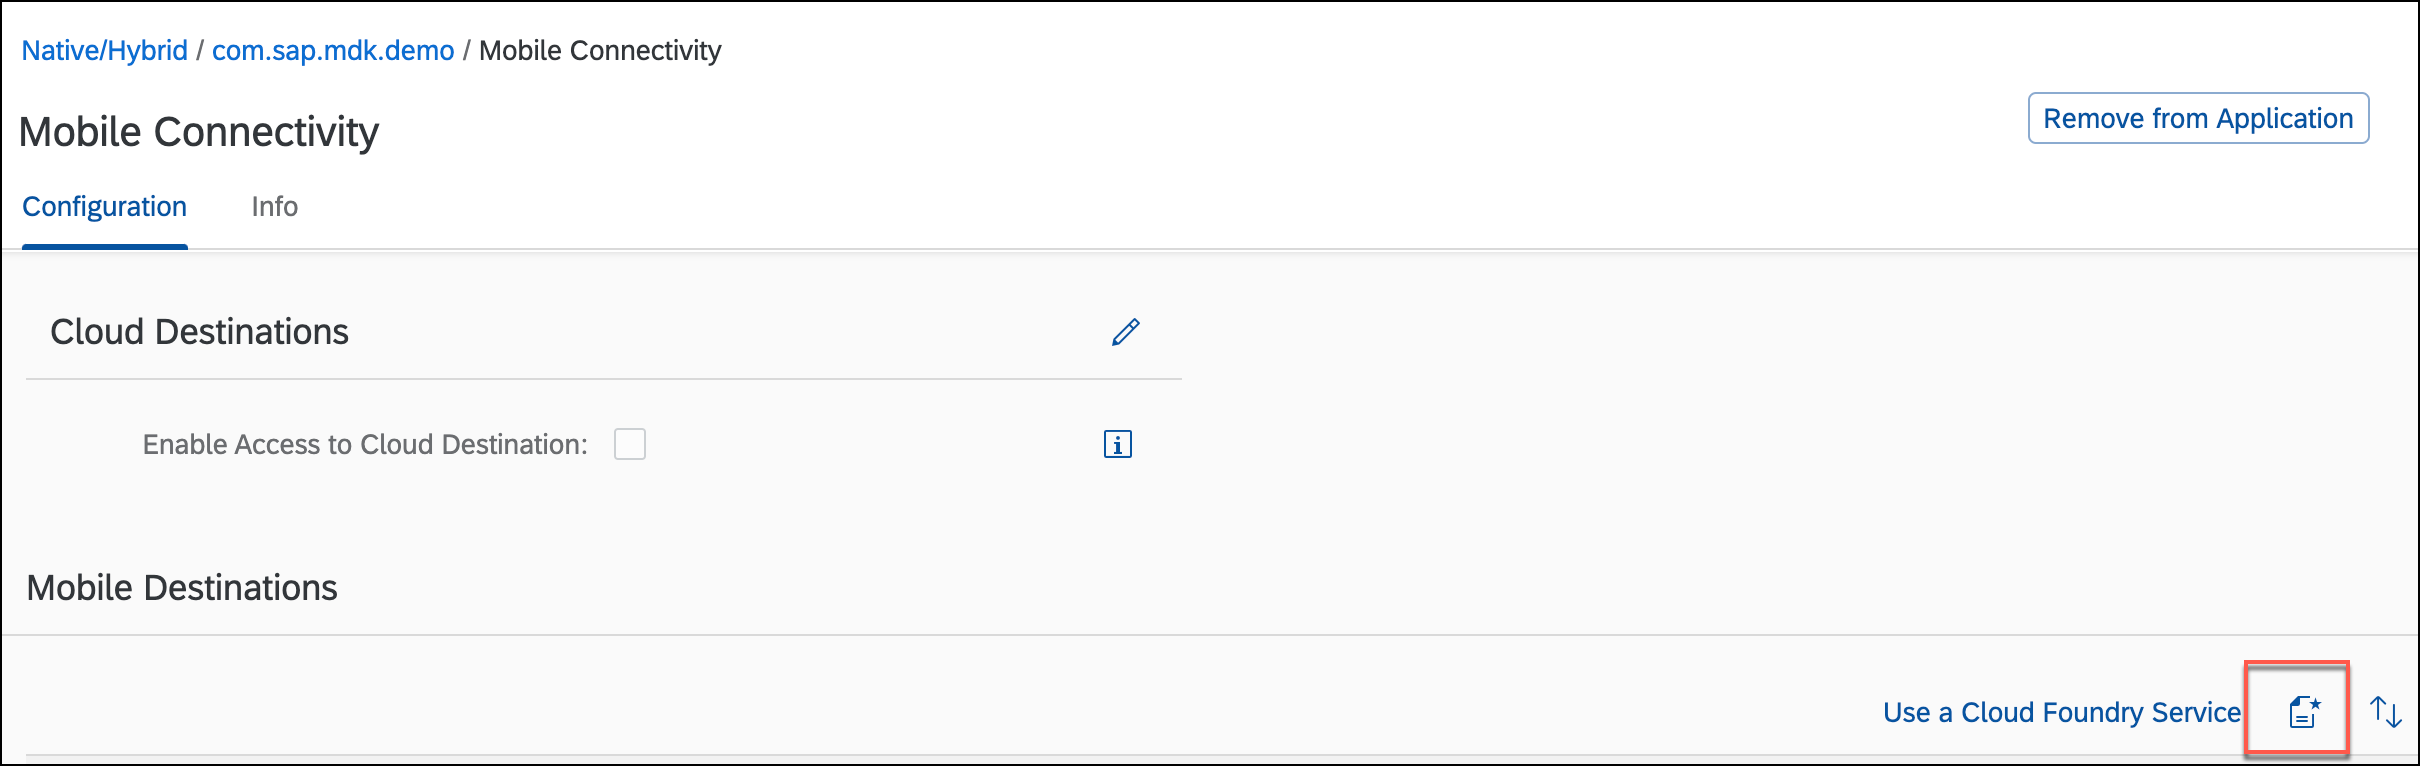 Native/Hybrid / com.sap.mdk.demo / Mobile Connectivity
Mobile Connectivity
Remove from Application
Configuration Info
Cloud Destinations
Enable Access to Cloud Destination:
Mobile Destinations
Use a Cloud Foundry Service